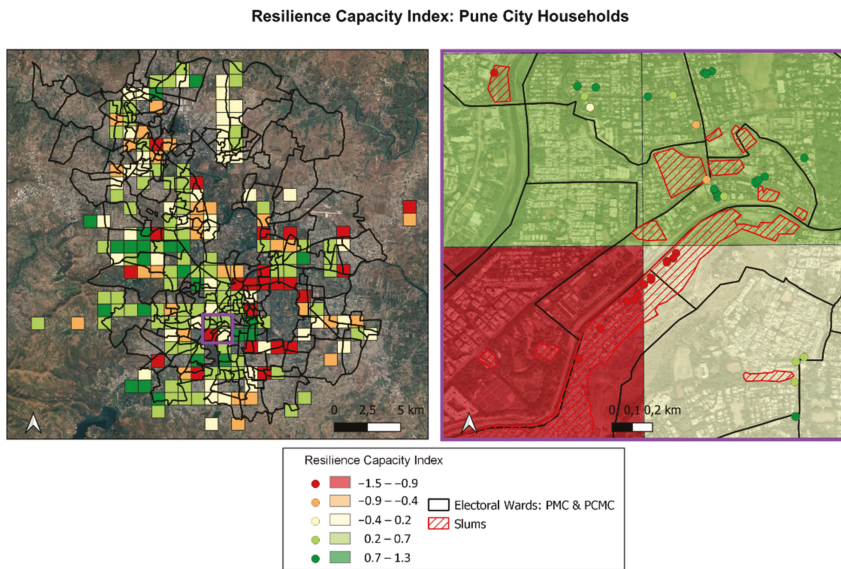 Resilience Capacity Index: Pune City Households
0 2,5 5 km
0 0,1 0,2 km
Resilience Capacity Index
−1.5 – −0.9
−0.9 – −0.4
−0.4 – 0.2
0.2 – 0.7
0.7 – 1.3
Electoral Wards: PMC & PCMC
Slums